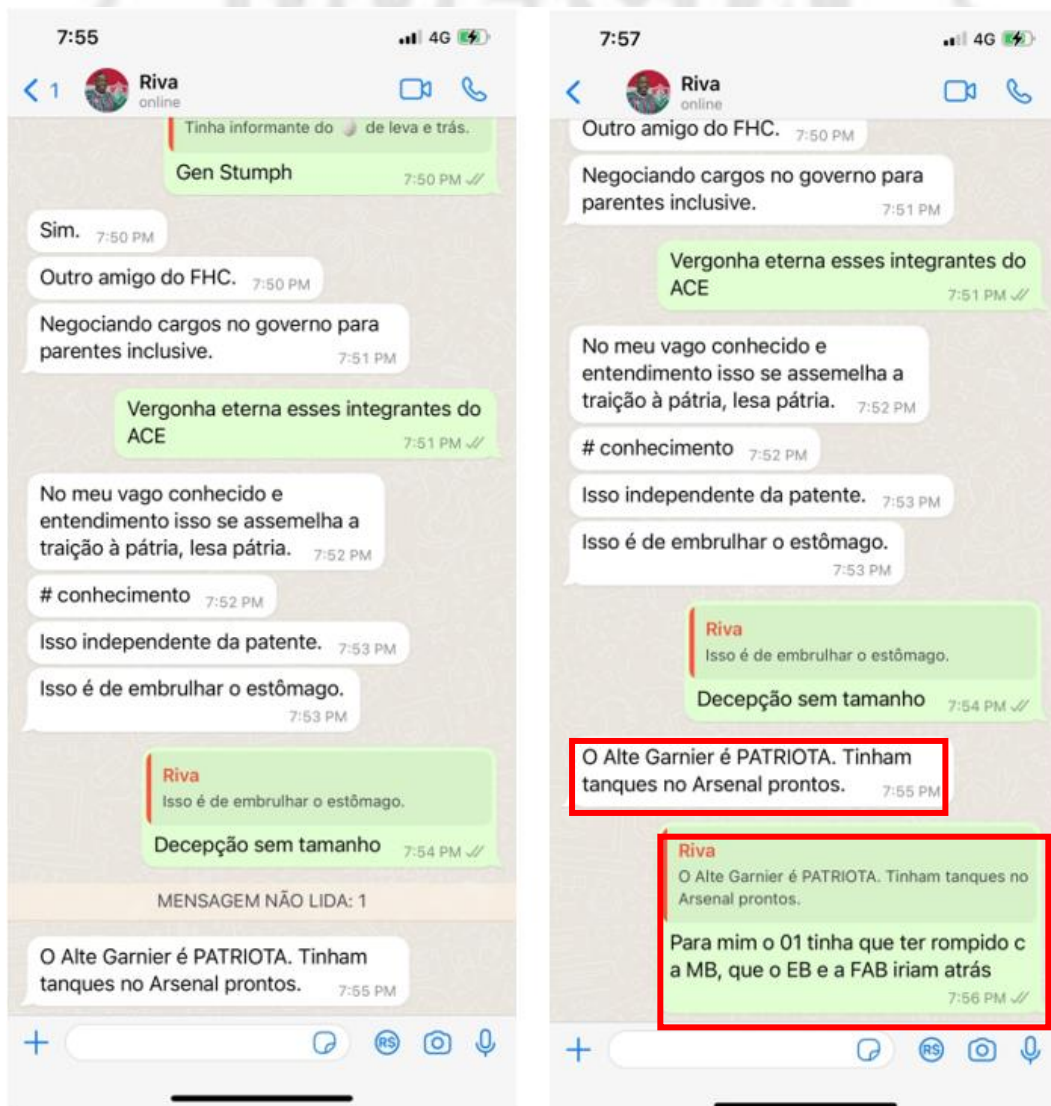 7:55
4G
1
Riva
online
Tinha informante do 🥚 de leva e trás.
Gen Stumph
7:50 PM
Sim. 7:50 PM
Outro amigo do FHC. 7:50 PM
Negociando cargos no governo para
parentes inclusive. 7:51 PM
Vergonha eterna esses integrantes do
ACE 7:51 PM
No meu vago conhecido e
entendimento isso se assemelha a
traição à pátria, lesa pátria. 7:52 PM
# conhecimento 7:52 PM
Isso independente da patente. 7:53 PM
Isso é de embrulhar o estômago.
7:53 PM
Riva
Isso é de embrulhar o estômago.
Decepção sem tamanho 7:54 PM
MENSAGEM NÃO LIDA: 1
O Alte Garnier é PATRIOTA. Tinham
tanques no Arsenal prontos. 7:55 PM
R$
7:57
4G
Riva
online
Outro amigo do FHC. 7:50 PM
Negociando cargos no governo para
parentes inclusive. 7:51 PM
Vergonha eterna esses integrantes do
ACE 7:51 PM
No meu vago conhecido e
entendimento isso se assemelha a
traição à pátria, lesa pátria. 7:52 PM
# conhecimento 7:52 PM
Isso independente da patente. 7:53 PM
Isso é de embrulhar o estômago.
7:53 PM
Riva
Isso é de embrulhar o estômago.
Decepção sem tamanho 7:54 PM
O Alte Garnier é PATRIOTA. Tinham
tanques no Arsenal prontos. 7:55 PM
Riva
O Alte Garnier é PATRIOTA. Tinham tanques no
Arsenal prontos.
Para mim o 01 tinha que ter rompido c
a MB, que o EB e a FAB iriam atrás
7:56 PM
R$